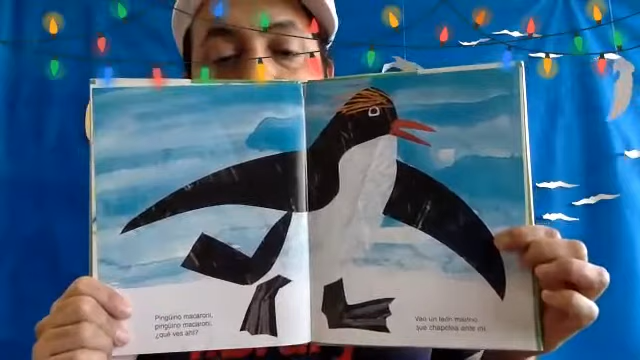 Pingüino macaroni,
pingüino macaroni,
¿qué ves ahí?
Veo un león marino
que chapotea ante mí.